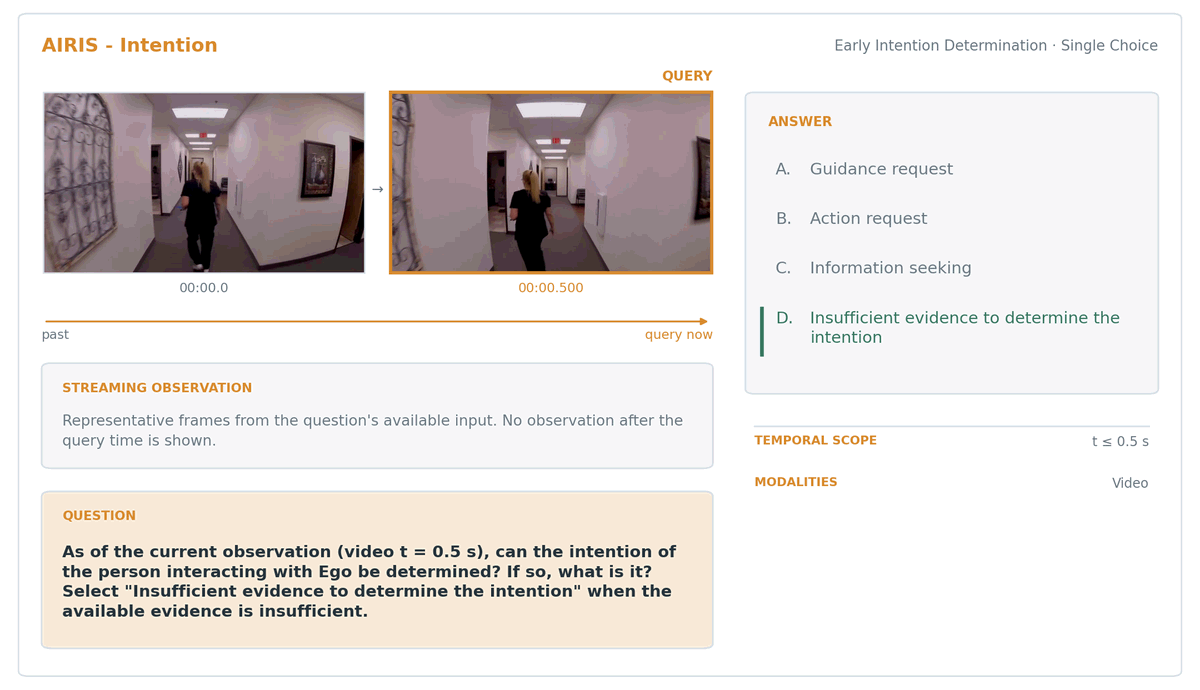 AIRIS - Intention
Early Intention Determination · Single Choice
QUERY
→
00:00.0
00:00.500
past
query now
STREAMING OBSERVATION
Representative frames from the question's available input. No observation after the
query time is shown.
QUESTION
As of the current observation (video t = 0.5 s), can the intention of
the person interacting with Ego be determined? If so, what is it?
Select "Insufficient evidence to determine the intention" when the
available evidence is insufficient.
ANSWER
A. Guidance request
B. Action request
C. Information seeking
D. Insufficient evidence to determine the
intention
TEMPORAL SCOPE
t ≤ 0.5 s
MODALITIES
Video